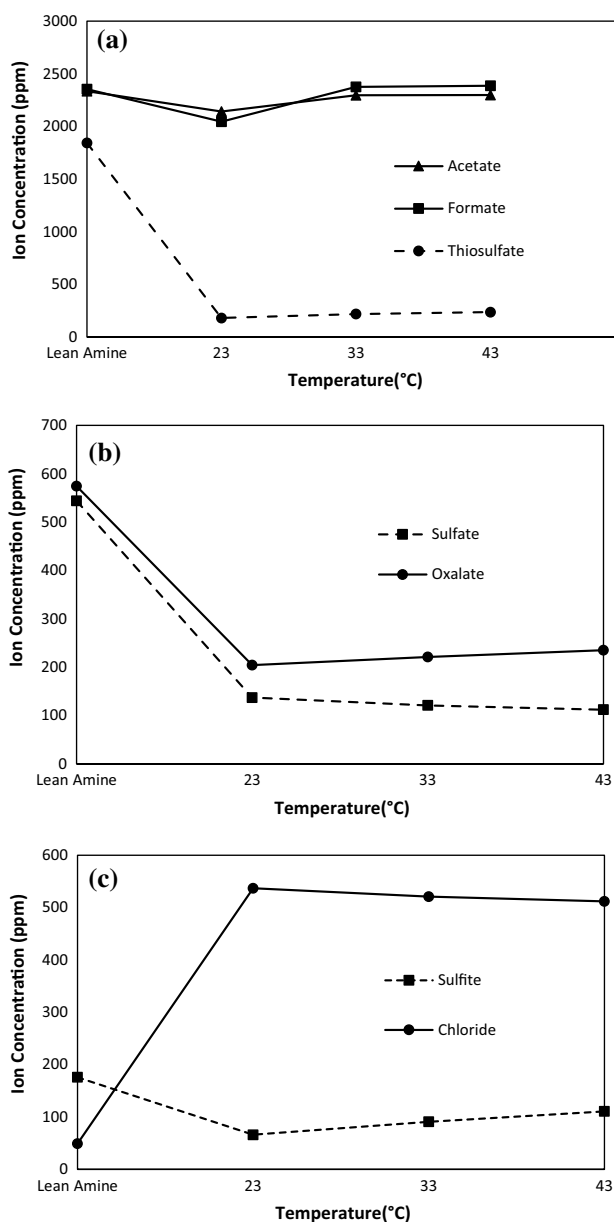 (a)
3000
2500
2000
1500
1000
500
0
Ion Concentration (ppm)
Acetate
Formate
Thiosulfate
Lean Amine 23 33 43
Temperature(°C)
(b)
700
600
500
400
300
200
100
0
Ion Concentration (ppm)
Sulfate
Oxalate
Lean Amine 23 33 43
Temperature(°C)
(c)
600
500
400
300
200
100
0
Ion Concentration (ppm)
Sulfite
Chloride
Lean Amine 23 33 43
Temperature(°C)